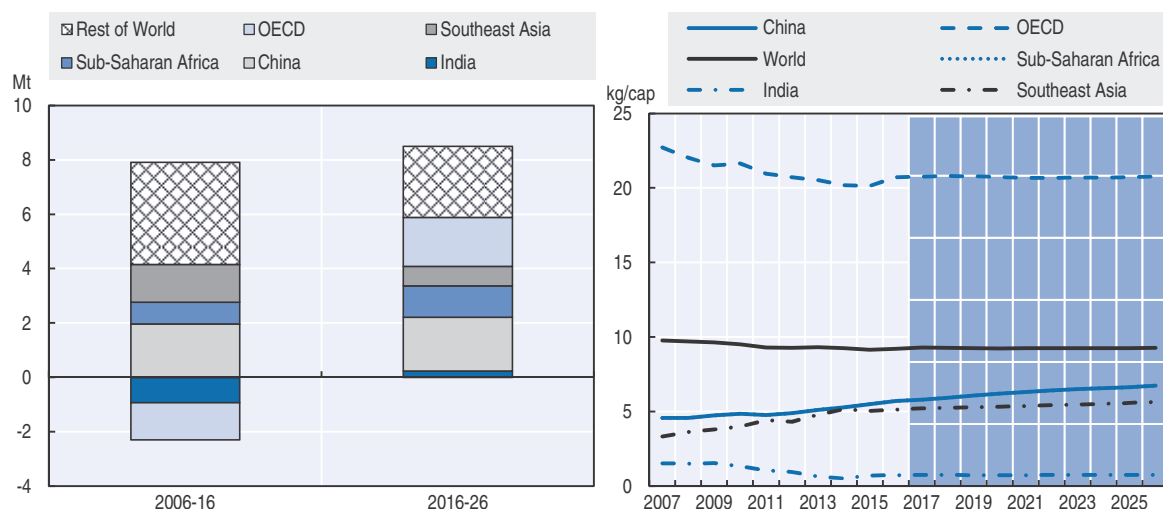 Rest of World OECD Southeast Asia
Sub-Saharan Africa China India
Mt
10
8
6
4
2
0
-2
-4
2006-16 2016-26
China OECD
World Sub-Saharan Africa
India Southeast Asia
kg/cap
25
20
15
10
5
0
2007 2009 2011 2013 2015 2017 2019 2021 2023 2025